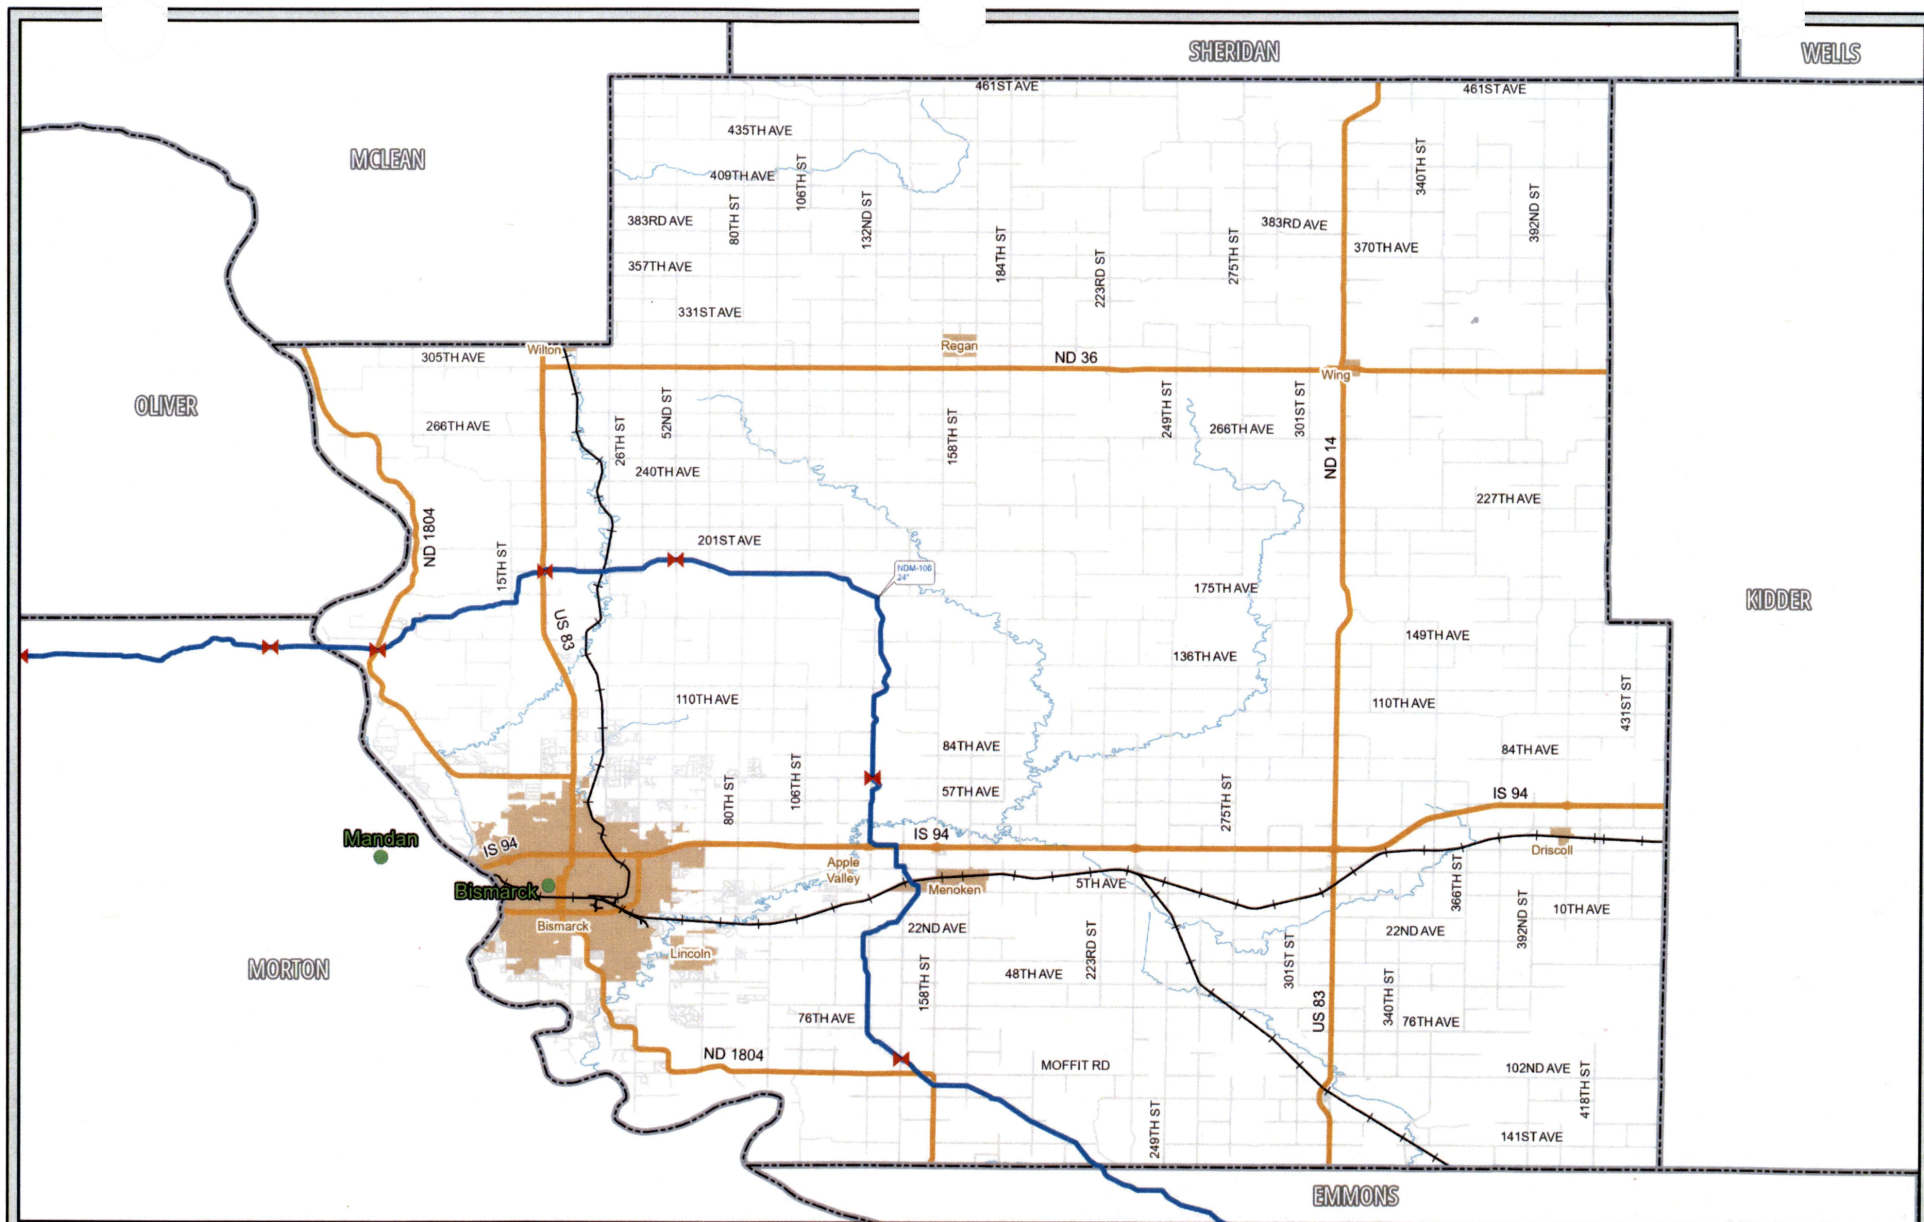 SHERIDAN
WELLS
461ST AVE
461ST AVE
MCLEAN
435TH AVE
409TH AVE
106TH ST
340TH ST
383RD AVE
80TH ST
132ND ST
383RD AVE
392ND ST
184TH ST
275TH ST
370TH AVE
357TH AVE
223RD ST
331ST AVE
Wilton
305TH AVE
Regan
ND 36
Wing
OLIVER
266TH AVE
26TH ST
52ND ST
158TH ST
249TH ST
266TH AVE
301ST ST
ND 14
240TH AVE
227TH AVE
ND 1804
15TH ST
201ST AVE
NDM-106
24"
175TH AVE
KIDDER
US 83
149TH AVE
136TH AVE
110TH AVE
110TH AVE
431ST ST
84TH AVE
84TH AVE
80TH ST
106TH ST
57TH AVE
275TH ST
IS 94
IS 94
IS 94
Mandan
Apple
Valley
Driscoll
Bismarck
Menoken
5TH AVE
366TH ST
392ND ST
10TH AVE
Bismarck
22ND AVE
22ND AVE
Lincoln
223RD ST
301ST ST
MORTON
158TH ST
48TH AVE
340TH ST
US 83
76TH AVE
76TH AVE
ND 1804
MOFFIT RD
102ND AVE
418TH ST
249TH ST
141ST AVE
EMMONS